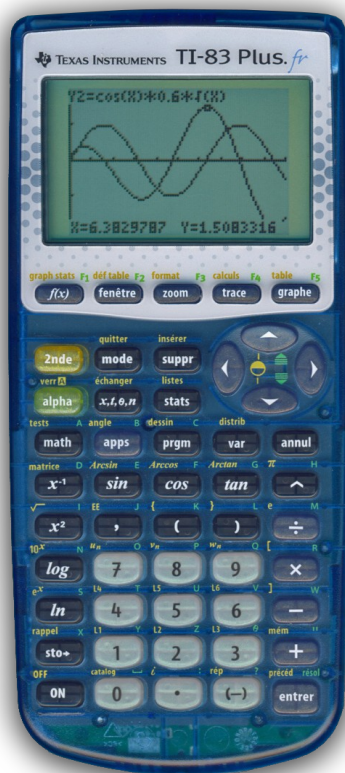 TEXAS INSTRUMENTS TI-83 Plus.fr
Y2=cos(X)*0.6*√(X)
X=6.3829787 Y=1.5083316
graph stats F1 déf table F2 format F3 calculs F4 table F5
f(x) fenêtre zoom trace graphe
quitter insérer
2nde mode suppr
verr A échanger listes
alpha x,t,θ,n stats
tests A angle B dessin C distrib
math apps prgm var annul
matrice D Arcsin E Arccos F Arctan G π H
x⁻¹ sin cos tan ^
√ I EE J { K } L e M
x² , ( ) ÷
10ˣ N uₙ O vₙ P wₙ Q [ R
log 7 8 9 ×
eˣ S L4 T L5 U L6 V ] W
ln 4 5 6 −
rappel X L1 Y L2 Z L3 θ mém "
sto→ 1 2 3 +
OFF catalog i : rép ? précéd résol
ON 0 . (−) entrer